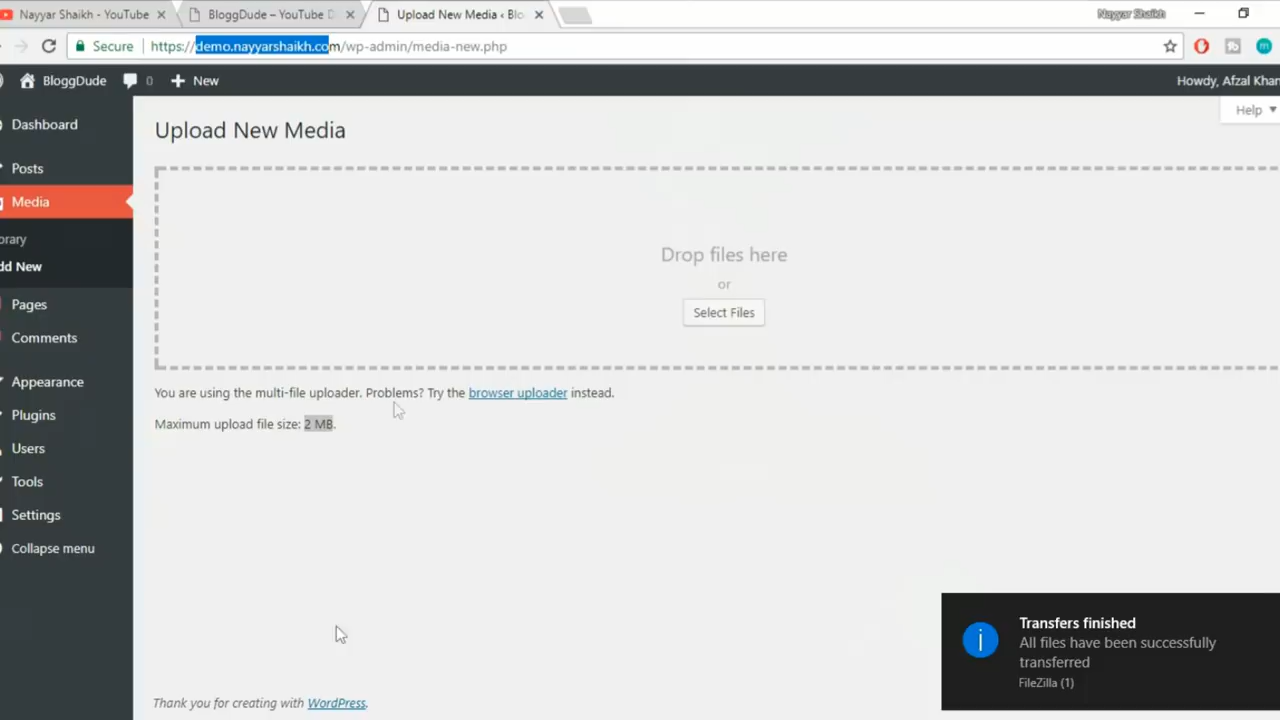 Nayyar Shaikh - YouTube
BloggDude – YouTube D
Upload New Media ‹ Blo
Nayyar Shaikh
Secure
https://demo.nayyarshaikh.com/wp-admin/media-new.php
BloggDude
0
New
Howdy, Afzal Khan
Help
Dashboard
Posts
Media
brary
dd New
Pages
Comments
Appearance
Plugins
Users
Tools
Settings
Collapse menu
Upload New Media
Drop files here
or
Select Files
You are using the multi-file uploader. Problems? Try the browser uploader instead.
Maximum upload file size: 2 MB.
Thank you for creating with WordPress.
Transfers finished
All files have been successfully
transferred
FileZilla (1)